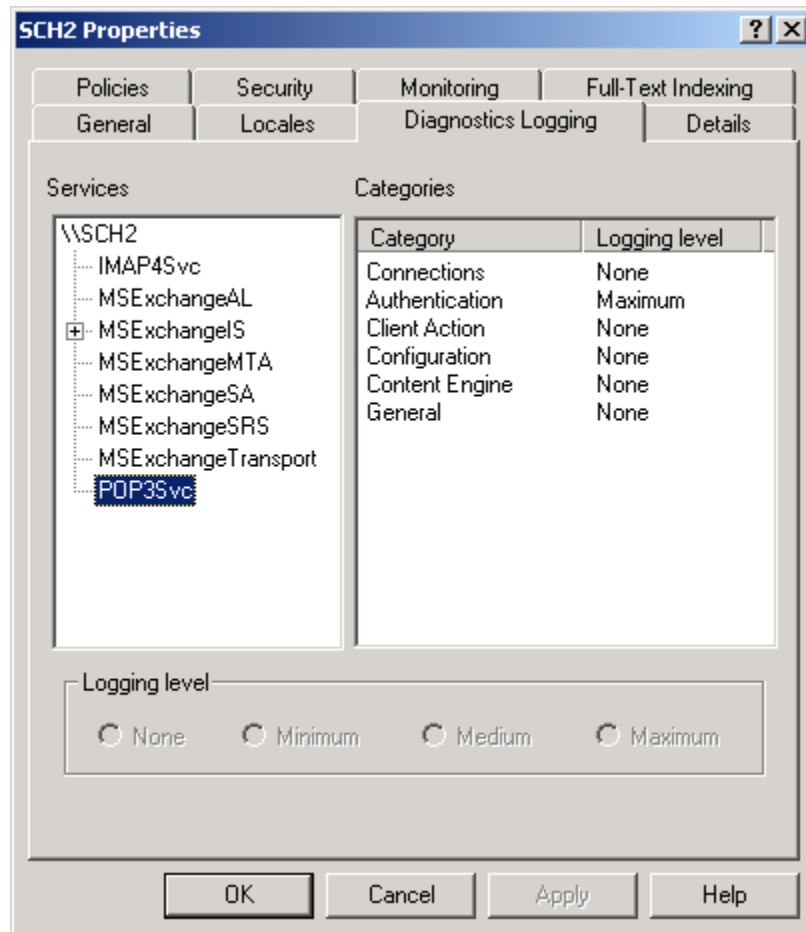 SCH2 Properties
Policies Security Monitoring Full-Text Indexing
General Locales Diagnostics Logging Details
Services Categories
\\SCH2
IMAP4Svc
MSExchangeAL
MSExchangeIS
MSExchangeMTA
MSExchangeSA
MSExchangeSRS
MSExchangeTransport
POP3Svc
Category Logging level
Connections None
Authentication Maximum
Client Action None
Configuration None
Content Engine None
General None
Logging level
None Minimum Medium Maximum
OK Cancel Apply Help